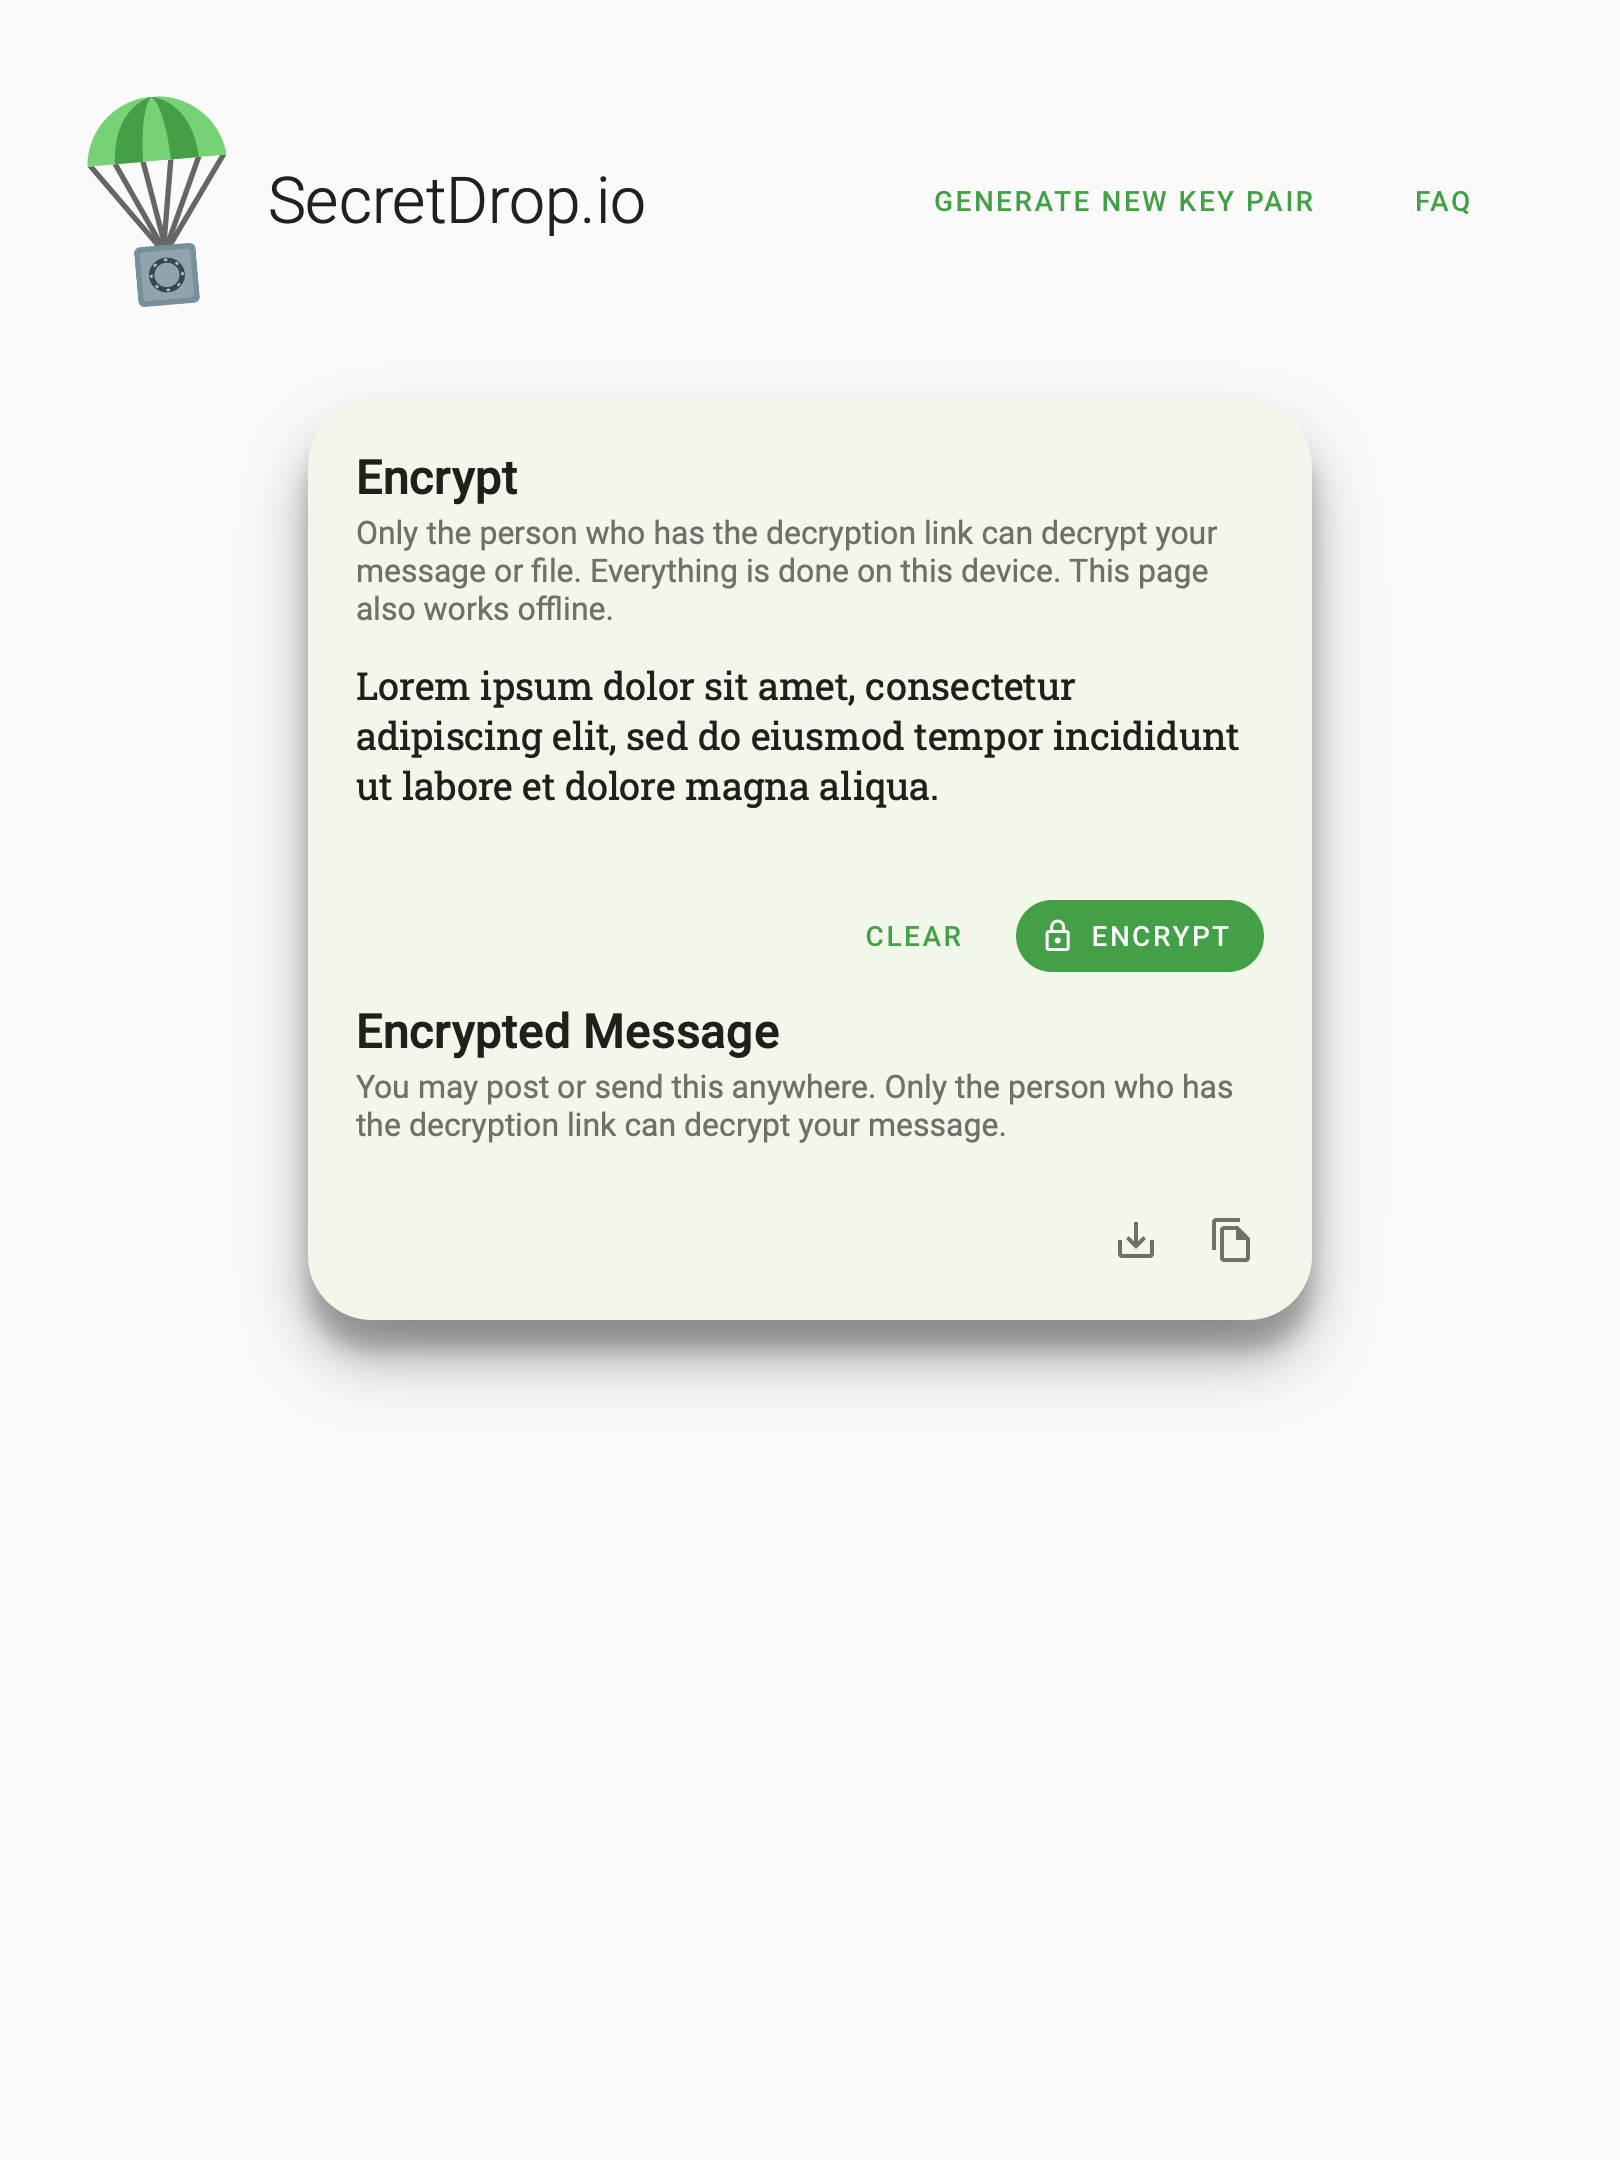 SecretDrop.io
GENERATE NEW KEY PAIR
FAQ
Encrypt
Only the person who has the decryption link can decrypt your
message or file. Everything is done on this device. This page
also works offline.
Lorem ipsum dolor sit amet, consectetur
adipiscing elit, sed do eiusmod tempor incididunt
ut labore et dolore magna aliqua.
CLEAR
ENCRYPT
Encrypted Message
You may post or send this anywhere. Only the person who has
the decryption link can decrypt your message.